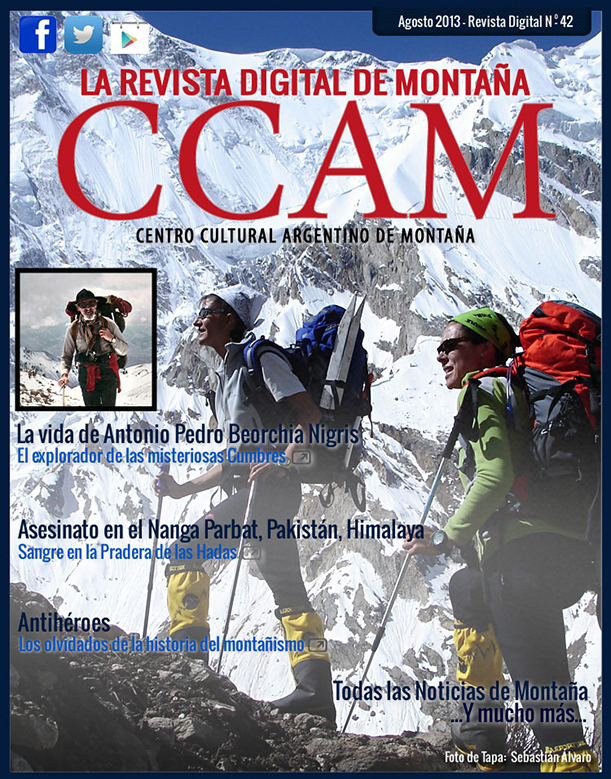 Agosto 2013 - Revista Digital Nº 42
LA REVISTA DIGITAL DE MONTAÑA
CCAM
CENTRO CULTURAL ARGENTINO DE MONTAÑA
La vida de Antonio Pedro Beorchia Nigris
El explorador de las misteriosas Cumbres
Asesinato en el Nanga Parbat, Pakistán, Himalaya
Sangre en la Pradera de las Hadas
Antihéroes
Los olvidados de la historia del montañismo
Todas las Noticias de Montaña
...Y mucho más...
Foto de Tapa: Sebastián Alvaro